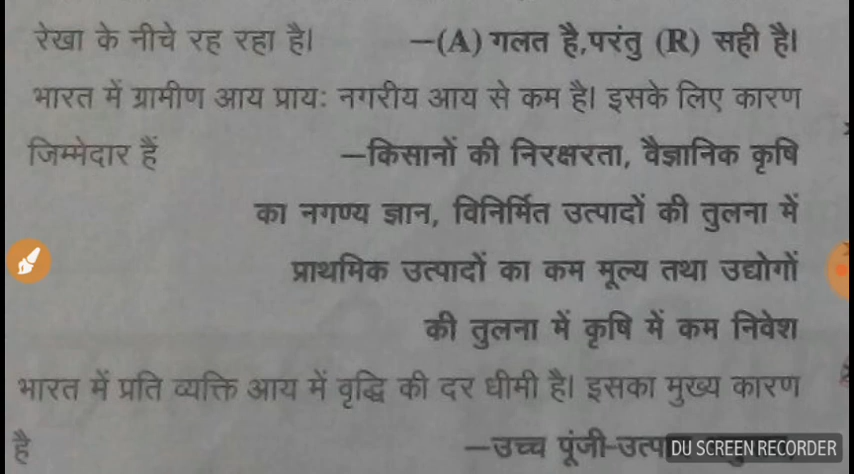 रेखा के नीचे रह रहा है। –(A) गलत है,परंतु (R) सही है।
भारत में ग्रामीण आय प्रायः नगरीय आय से कम है। इसके लिए कारण
जिम्मेदार हैं –किसानों की निरक्षरता, वैज्ञानिक कृषि
का नगण्य ज्ञान, विनिर्मित उत्पादों की तुलना में
प्राथमिक उत्पादों का कम मूल्य तथा उद्योगों
की तुलना में कृषि में कम निवेश
भारत में प्रति व्यक्ति आय में वृद्धि की दर धीमी है। इसका मुख्य कारण
है –उच्च पूंजी-
DU SCREEN RECORDER